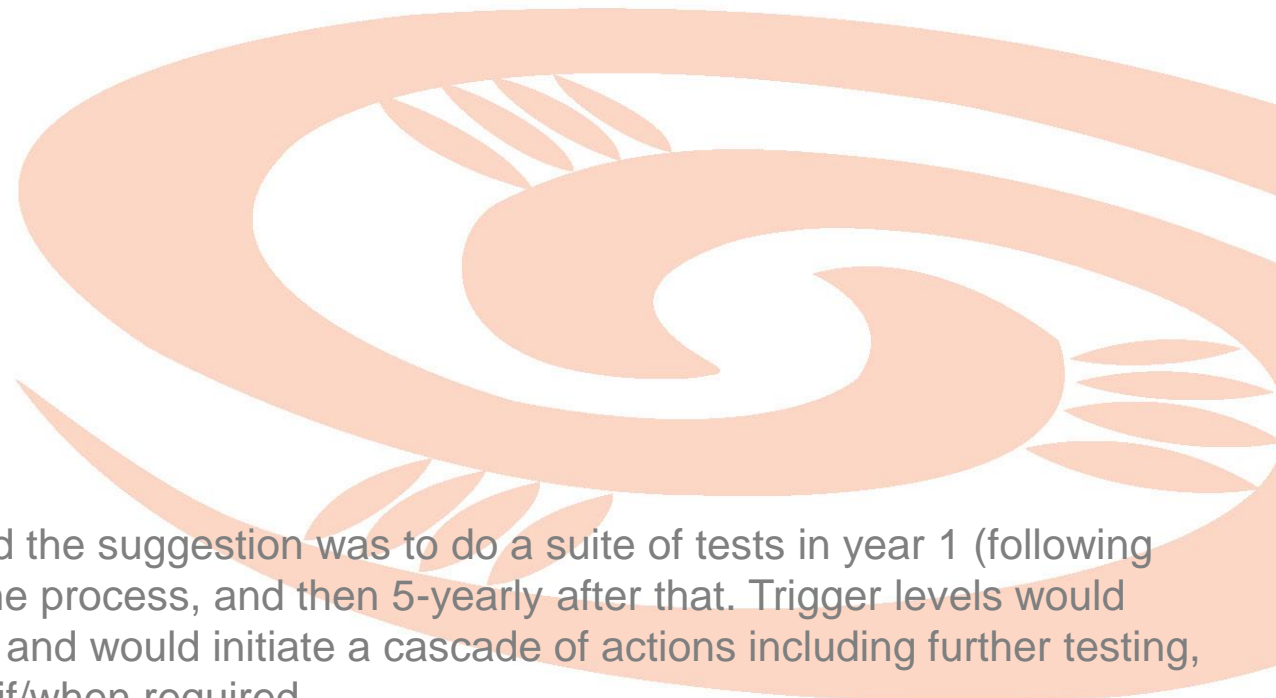 d the suggestion was to do a suite of tests in year 1 (following
ne process, and then 5-yearly after that. Trigger levels would
and would initiate a cascade of actions including further testing,
if/when required